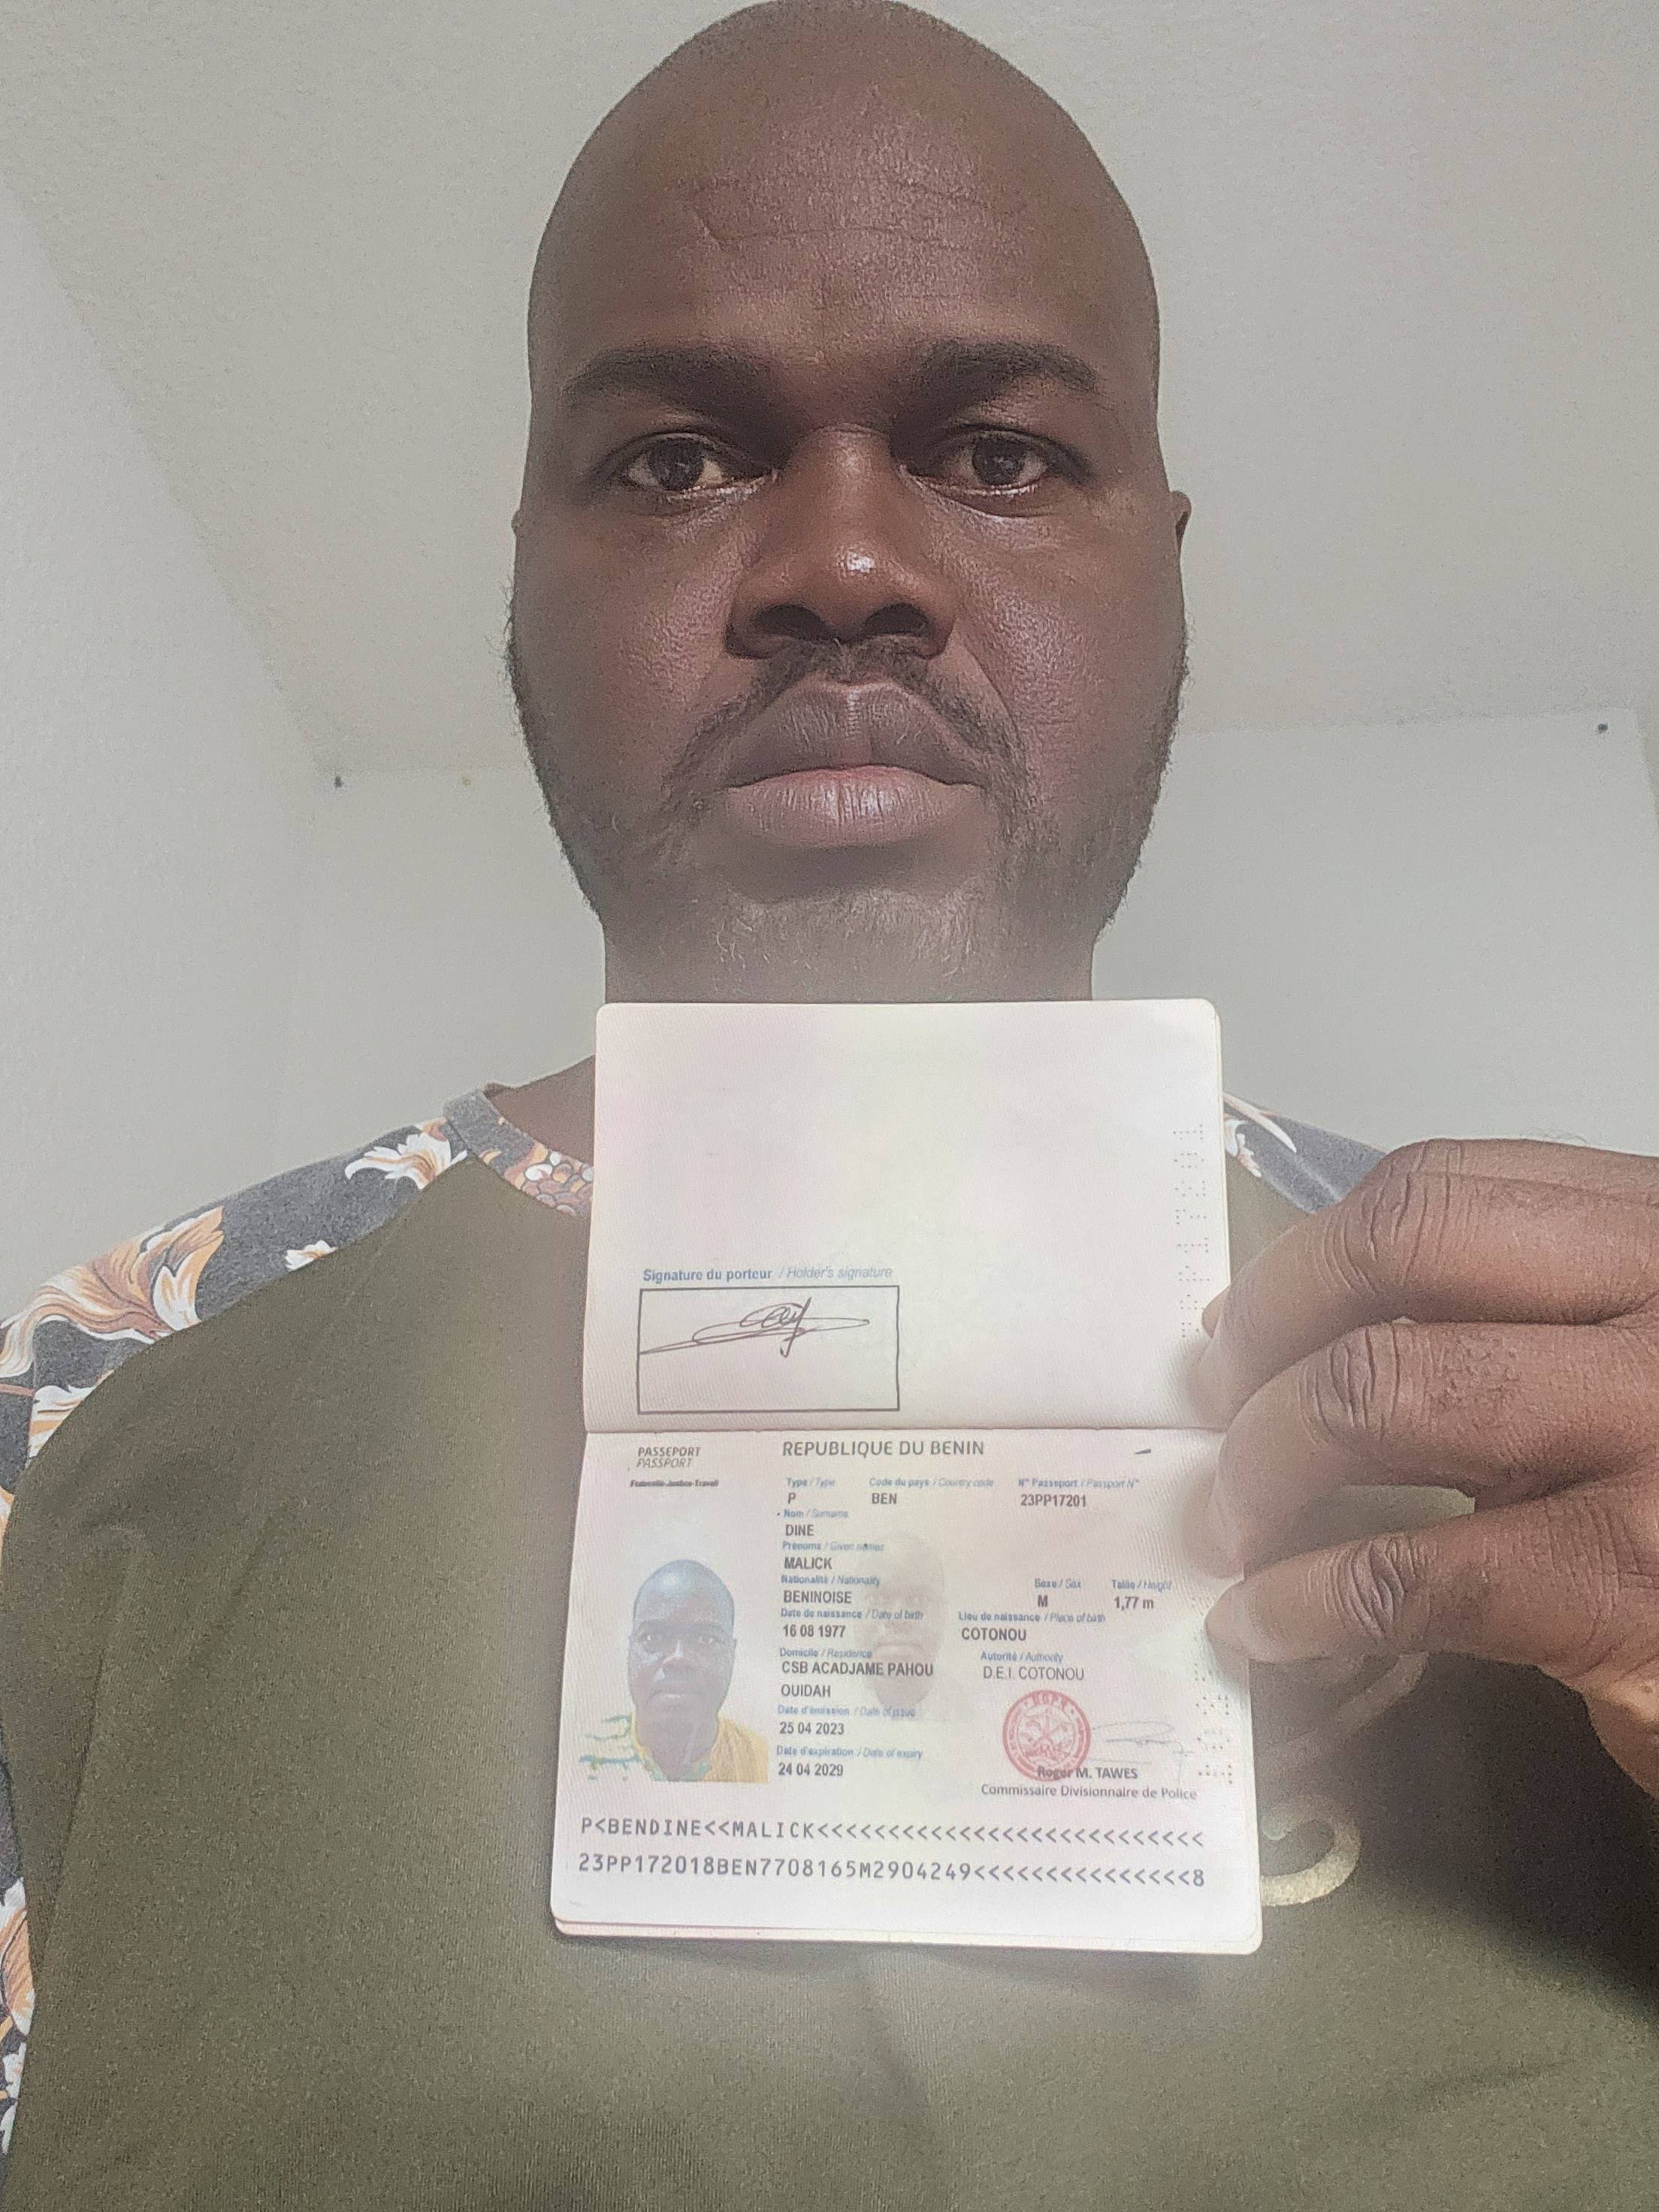 Signature du porteur / Holder's signature
PASSEPORT
PASSPORT
REPUBLIQUE DU BENIN
Fraternité-Justice-Travail
Type / Type Code du pays / Country code N° Passeport / Passport N°
P BEN 23PP17201
Nom / Surname
DINE
Prénoms / Given names
MALICK
Nationalité / Nationality Sexe / Sex Taille / Height
BENINOISE M 1,77 m
Date de naissance / Date of birth Lieu de naissance / Place of birth
16 08 1977 COTONOU
Domicile / Residence Autorité / Authority
CSB ACADJAME PAHOU D.E.I. COTONOU
OUIDAH
Date d'émission / Date of issue
25 04 2023
Date d'expiration / Date of expiry
24 04 2029
Roger M. TAWES
Commissaire Divisionnaire de Police
P<BENDINE<<MALICK<<<<<<<<<<<<<<<<<<<<<<<<<<<
23PP172018BEN7708165M2904249<<<<<<<<<<<<<<<8